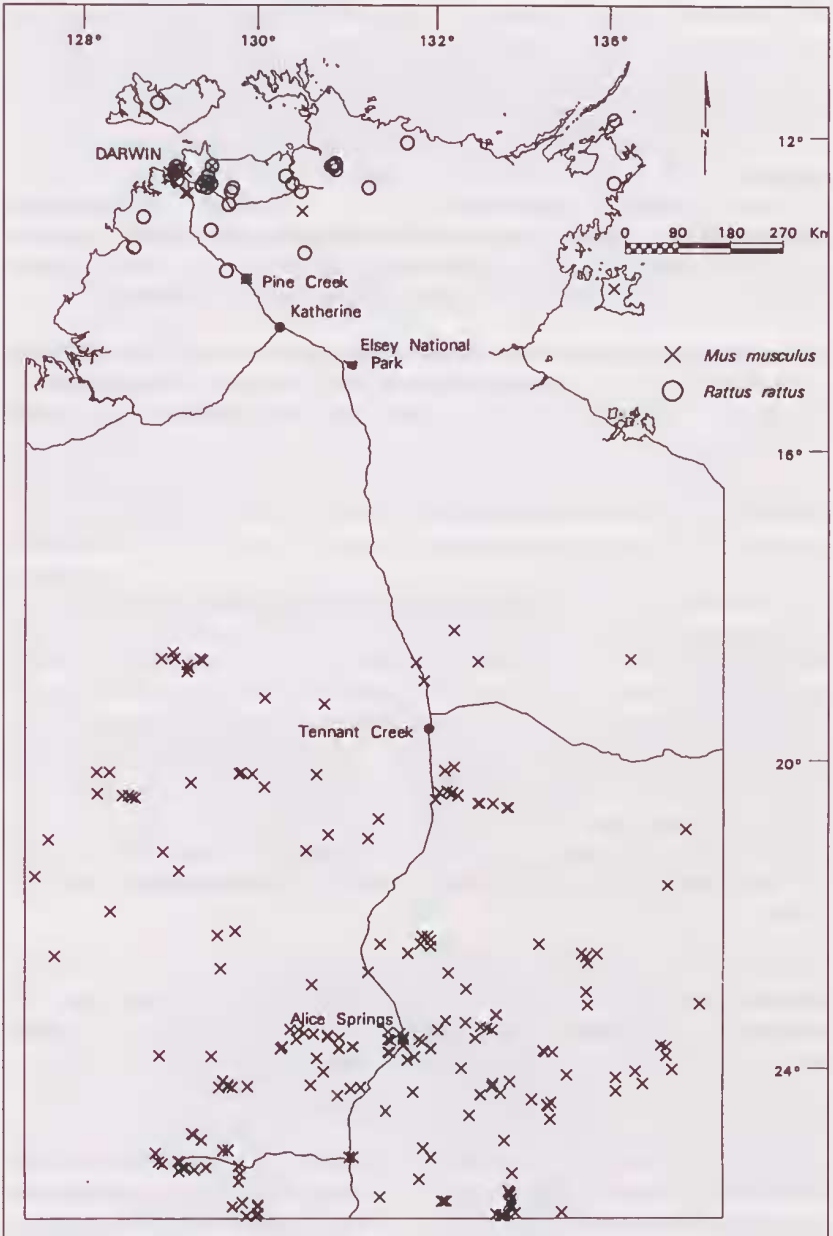 128° 130° 132° 136°
N
12°
DARWIN
0 90 180 270 Km
Pine Creek
Katherine
Elsey National
Park
× Mus musculus
○ Rattus rattus
16°
Tennant Creek
20°
Alice Springs
24°